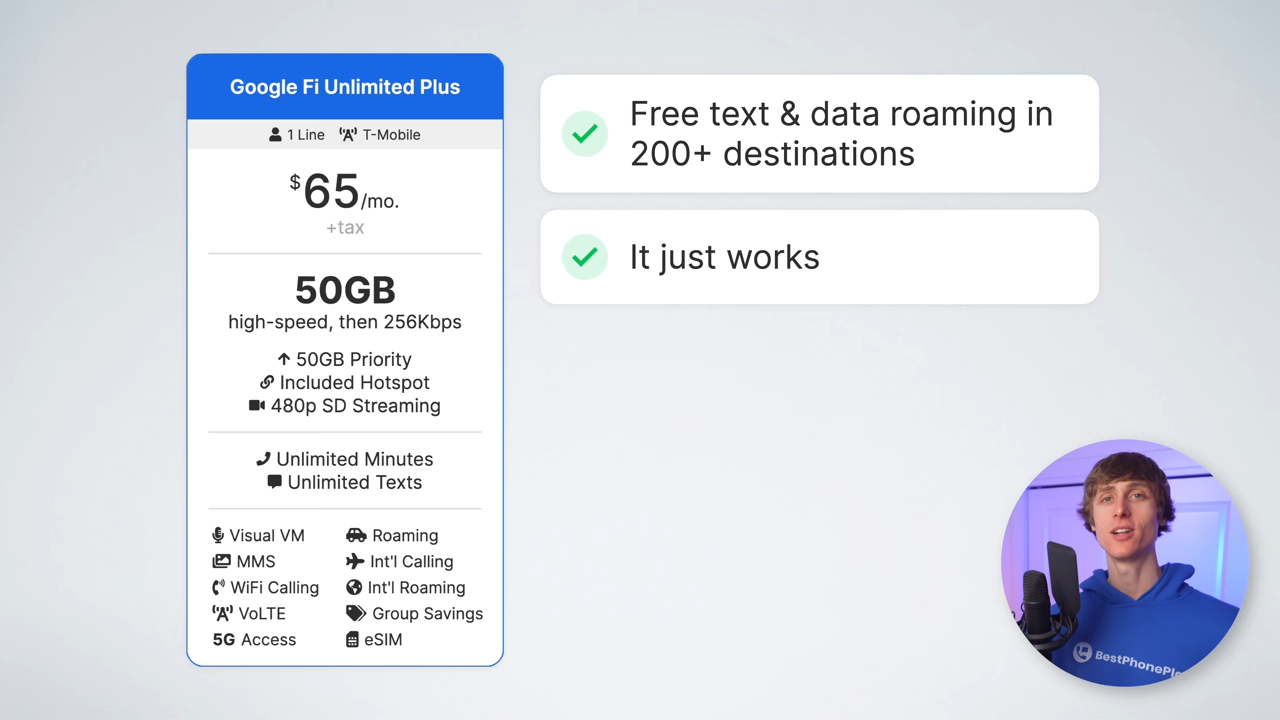 Google Fi Unlimited Plus
1 Line T-Mobile
$65/mo.
+tax
50GB
high-speed, then 256Kbps
50GB Priority
Included Hotspot
480p SD Streaming
Unlimited Minutes
Unlimited Texts
Visual VM Roaming
MMS Int'l Calling
WiFi Calling Int'l Roaming
VoLTE Group Savings
5G Access eSIM
Free text & data roaming in
200+ destinations
It just works
BestPhonePl